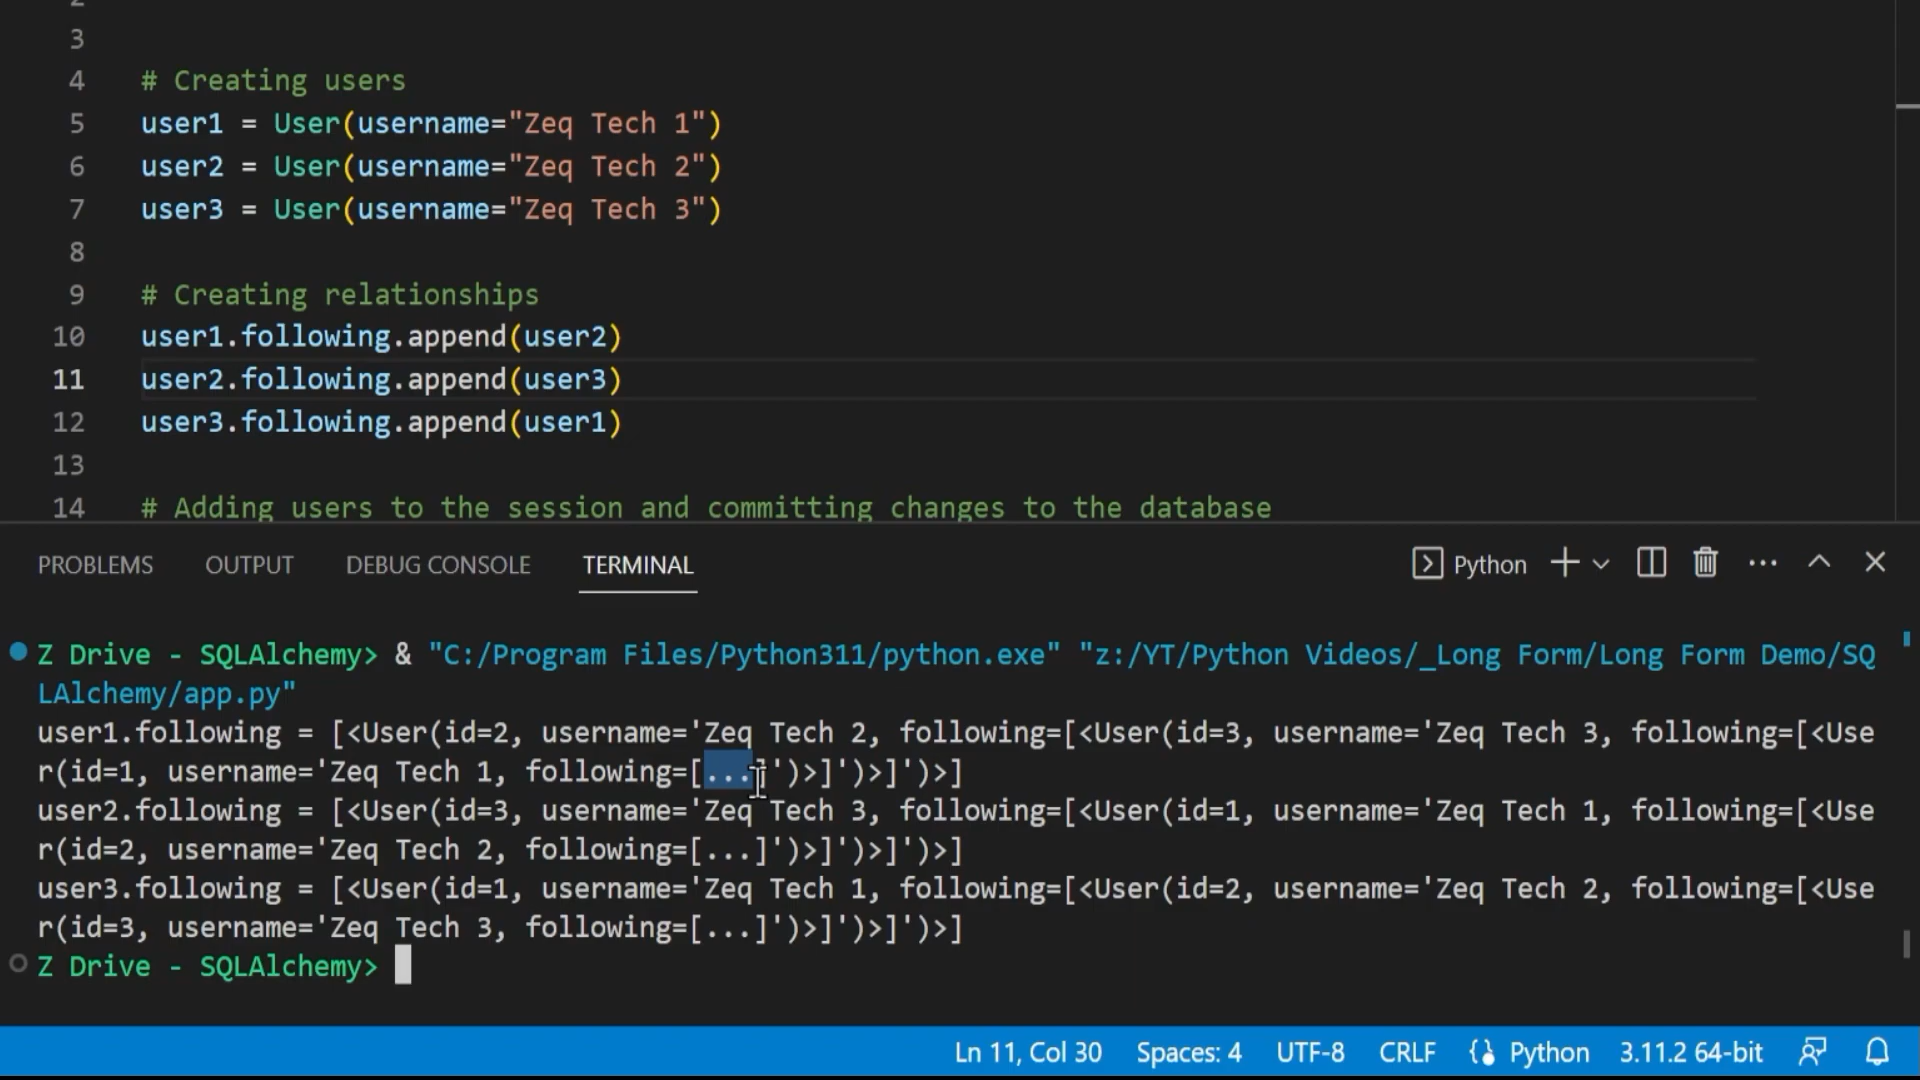 3
4 # Creating users
5 user1 = User(username="Zeq Tech 1")
6 user2 = User(username="Zeq Tech 2")
7 user3 = User(username="Zeq Tech 3")
8
9 # Creating relationships
10 user1.following.append(user2)
11 user2.following.append(user3)
12 user3.following.append(user1)
13
14 # Adding users to the session and committing changes to the database
PROBLEMS OUTPUT DEBUG CONSOLE TERMINAL Python
Z Drive - SQLAlchemy> & "C:/Program Files/Python311/python.exe" "z:/YT/Python Videos/_Long Form/Long Form Demo/SQ
LAlchemy/app.py"
user1.following = [<User(id=2, username='Zeq Tech 2, following=[<User(id=3, username='Zeq Tech 3, following=[<Use
r(id=1, username='Zeq Tech 1, following=[...]')>]')>]')>]
user2.following = [<User(id=3, username='Zeq Tech 3, following=[<User(id=1, username='Zeq Tech 1, following=[<Use
r(id=2, username='Zeq Tech 2, following=[...]')>]')>]')>]
user3.following = [<User(id=1, username='Zeq Tech 1, following=[<User(id=2, username='Zeq Tech 2, following=[<Use
r(id=3, username='Zeq Tech 3, following=[...]')>]')>]')>]
Z Drive - SQLAlchemy>
Ln 11, Col 30 Spaces: 4 UTF-8 CRLF Python 3.11.2 64-bit